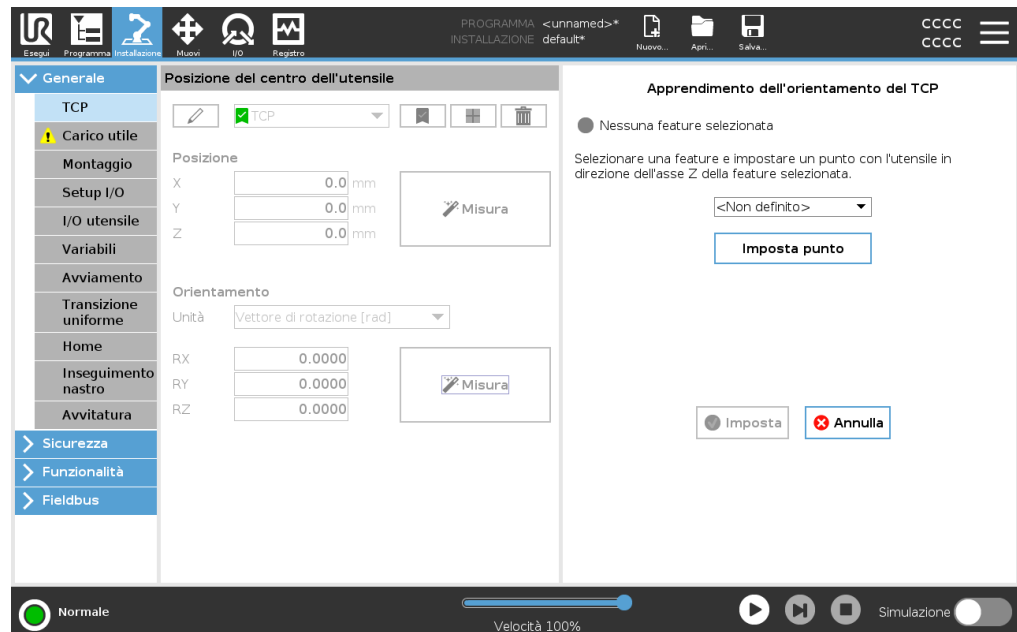 PROGRAMMA <unnamed>*
INSTALLAZIONE default*
Esegui
Programma
Installazione
Muovi
I/O
Registro
Nuovo...
Apri...
Salva...
cccc
cccc
Generale
TCP
Carico utile
Montaggio
Setup I/O
I/O utensile
Variabili
Avviamento
Transizione
uniforme
Home
Inseguimento
nastro
Avvitatura
Sicurezza
Funzionalità
Fieldbus
Posizione del centro dell'utensile
TCP
Posizione
X 0.0 mm
Y 0.0 mm
Z 0.0 mm
Misura
Orientamento
Unità Vettore di rotazione [rad]
RX 0.0000
RY 0.0000
RZ 0.0000
Misura
Apprendimento dell'orientamento del TCP
Nessuna feature selezionata
Selezionare una feature e impostare un punto con l'utensile in
direzione dell'asse Z della feature selezionata.
<Non definito>
Imposta punto
Imposta
Annulla
Normale
Velocità 100%
Simulazione